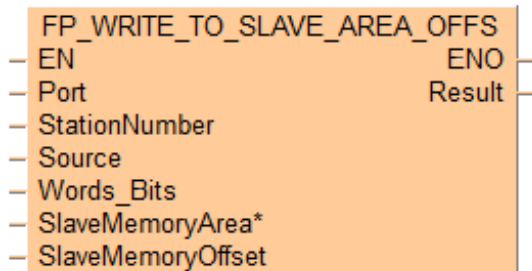 FP_WRITE_TO_SLAVE_AREA_OFFS
EN ENO
Port Result
StationNumber
Source
Words_Bits
SlaveMemoryArea*
SlaveMemoryOffset